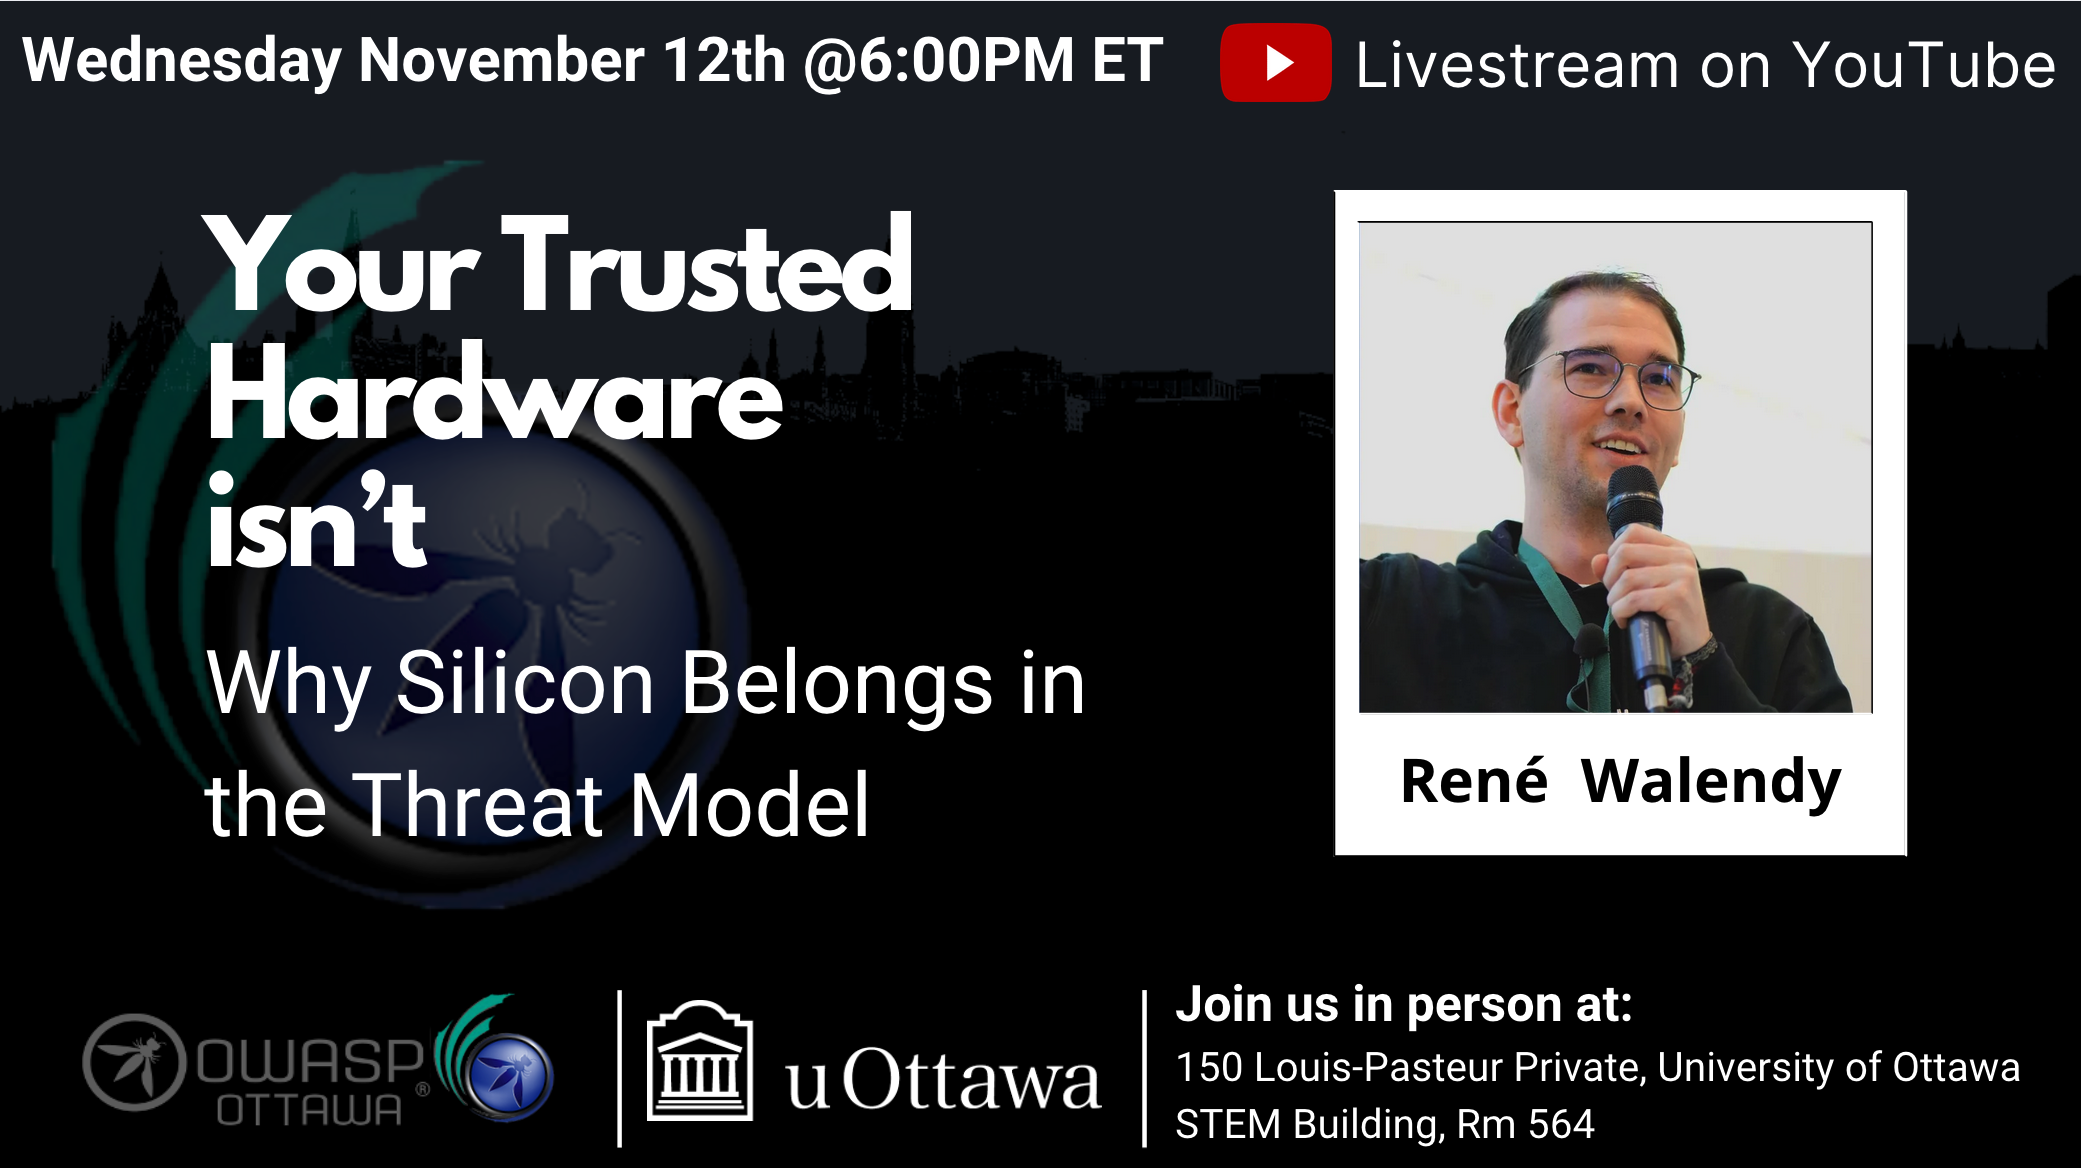 Wednesday November 12th @6:00PM ET
Livestream on YouTube
Your Trusted
Hardware
isn’t
Why Silicon Belongs in
the Threat Model
René Walendy
OWASP
OTTAWA ®
uOttawa
Join us in person at:
150 Louis-Pasteur Private, University of Ottawa
STEM Building, Rm 564